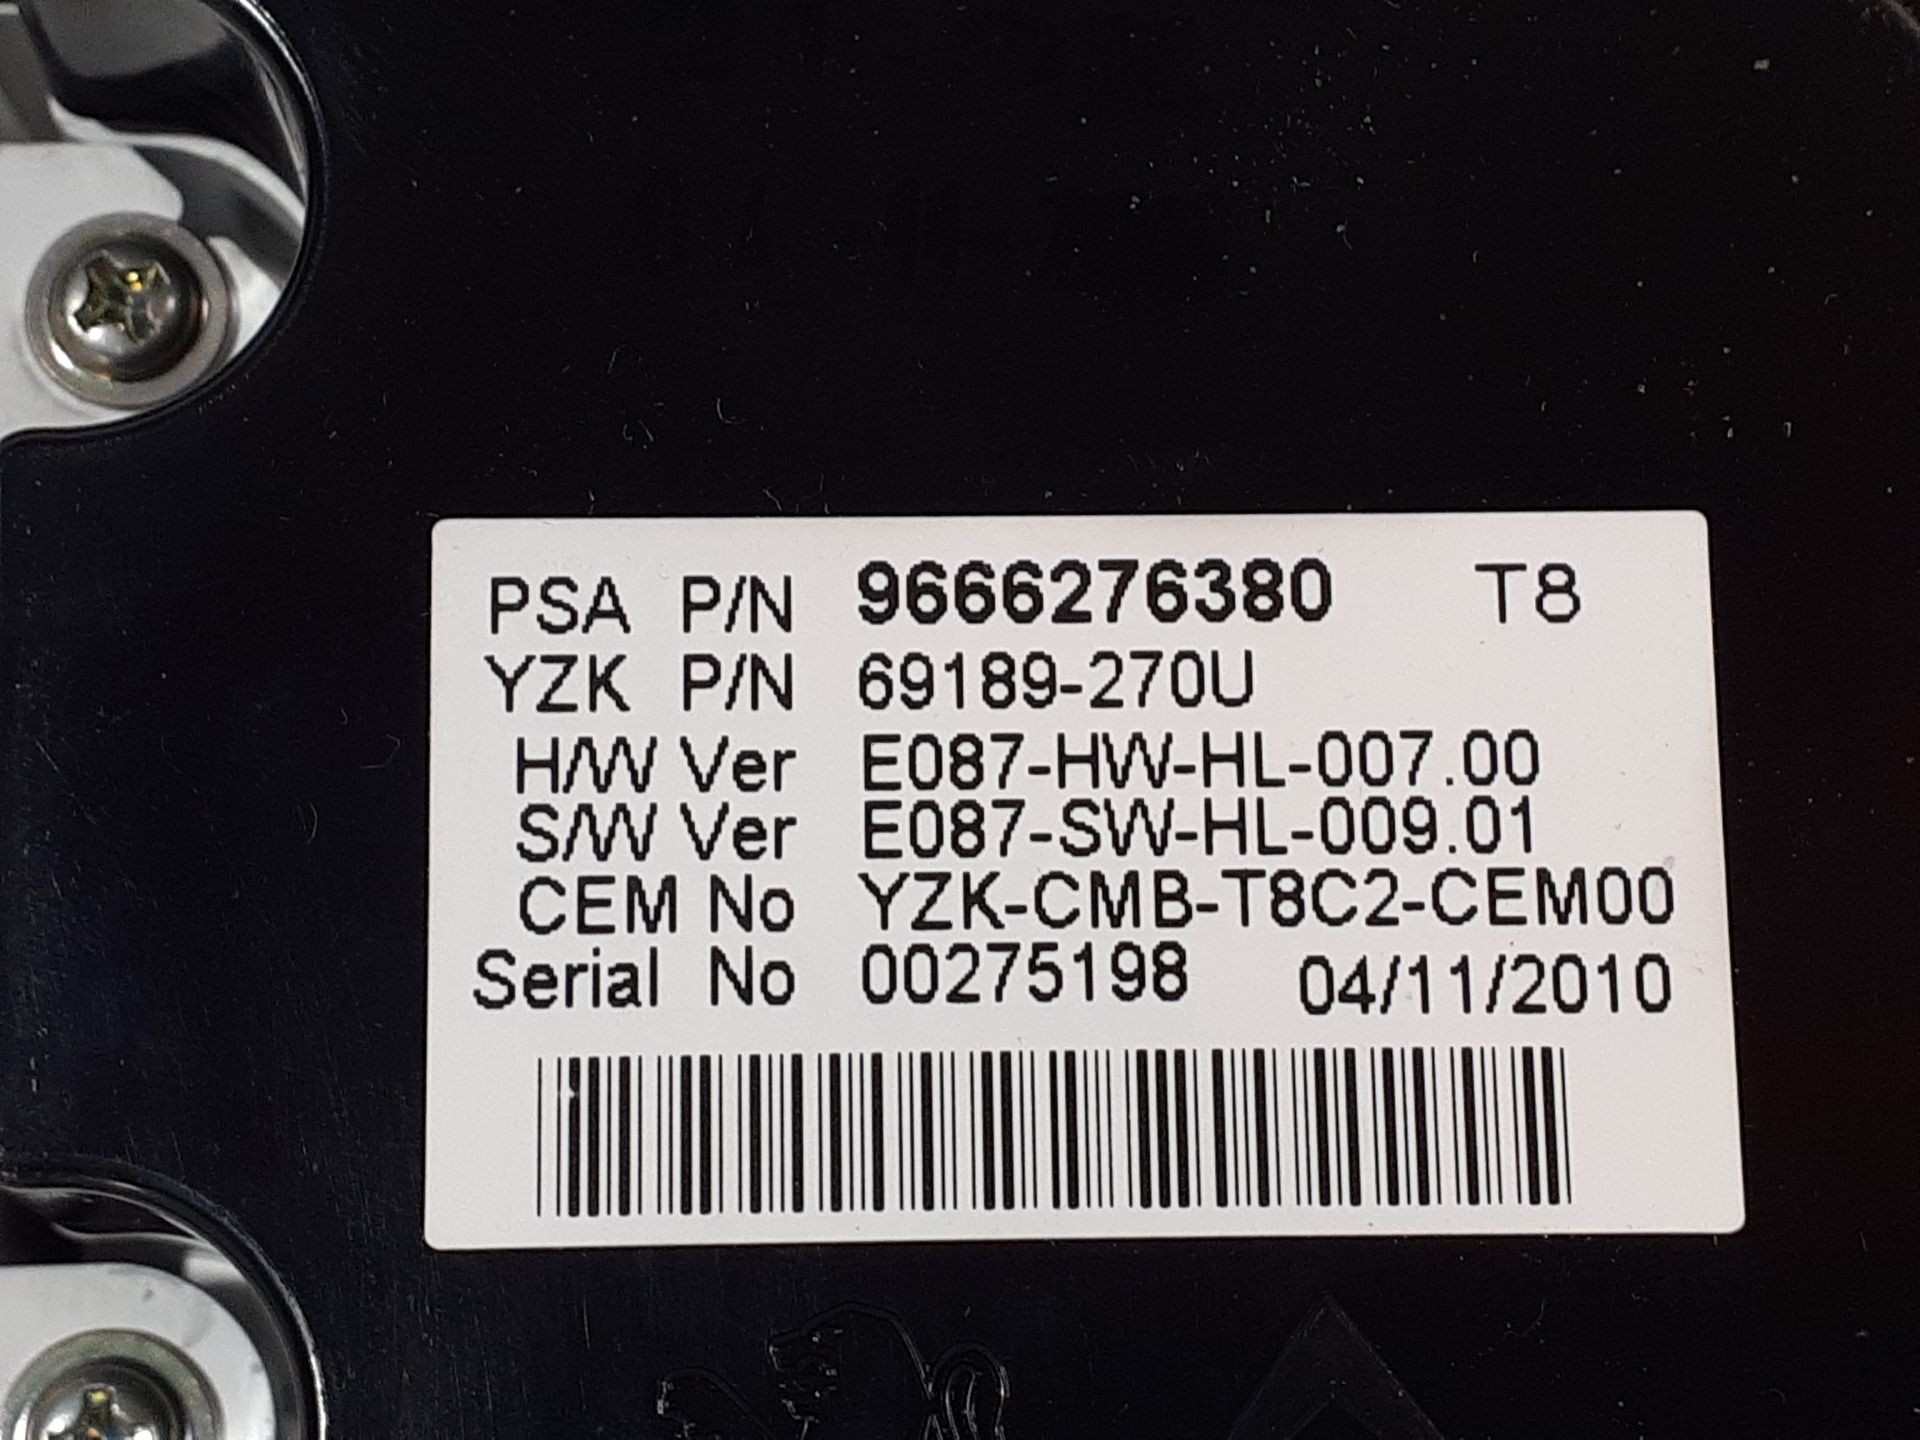 PSA P/N 9666276380 T8
YZK P/N 69189-270U
H/W Ver E087-HW-HL-007.00
S/W Ver E087-SW-HL-009.01
CEM No YZK-CMB-T8C2-CEM00
Serial No 00275198 04/11/2010